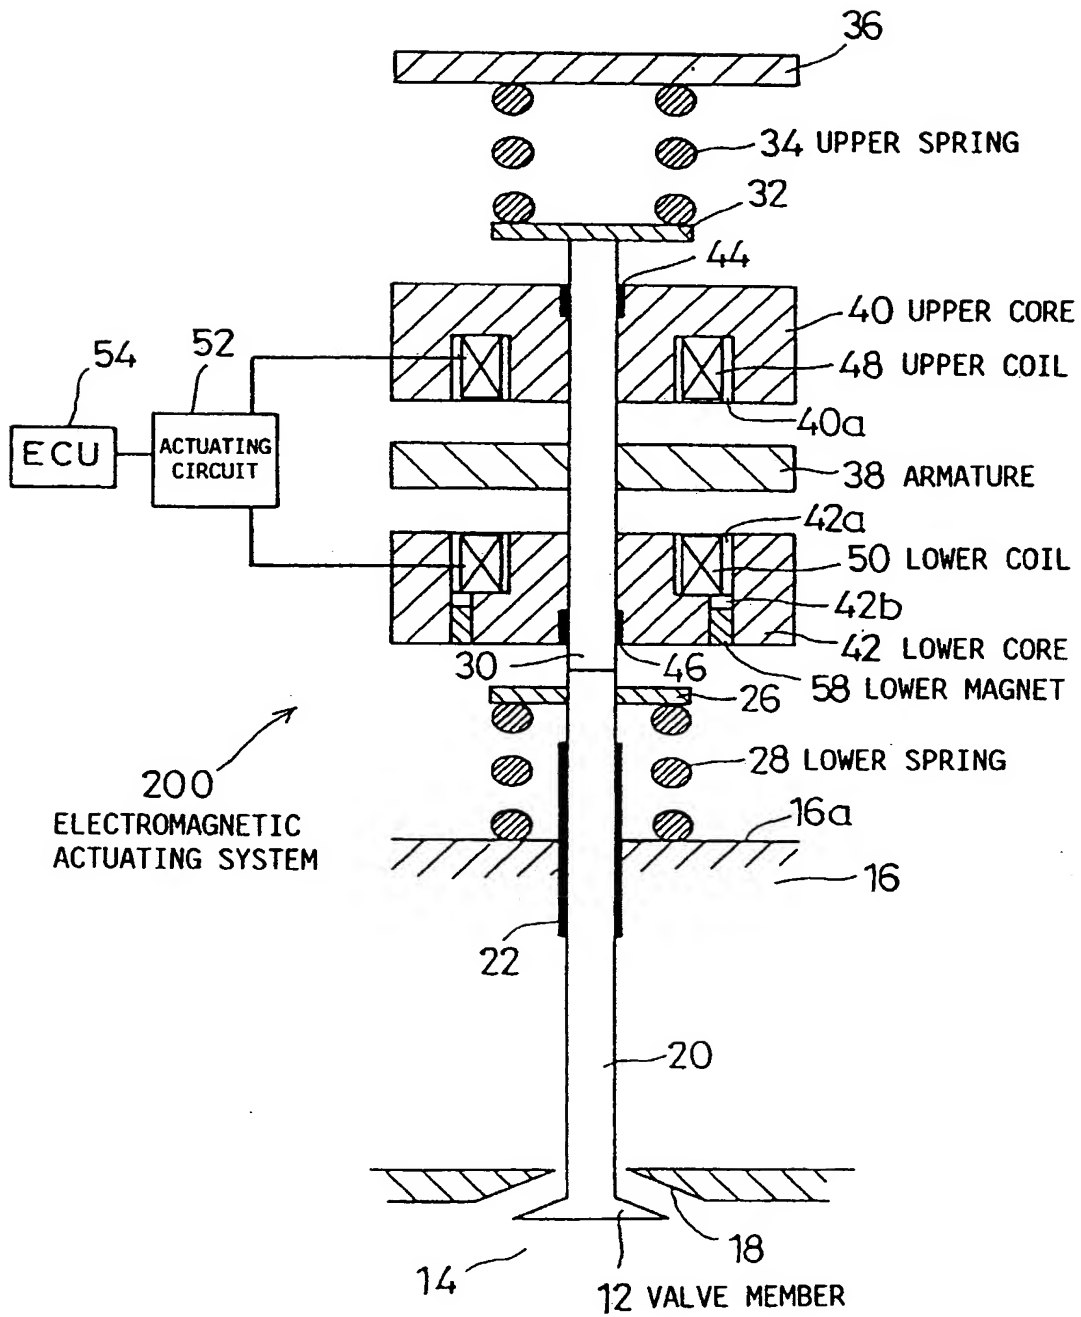 36
34 UPPER SPRING
32
44
40 UPPER CORE
48 UPPER COIL
40a
54
52
ECU
ACTUATING
CIRCUIT
38 ARMATURE
42a
50 LOWER COIL
42b
42 LOWER CORE
30
46
58 LOWER MAGNET
26
28 LOWER SPRING
200
ELECTROMAGNETIC
ACTUATING SYSTEM
16a
16
22
20
18
14
12 VALVE MEMBER